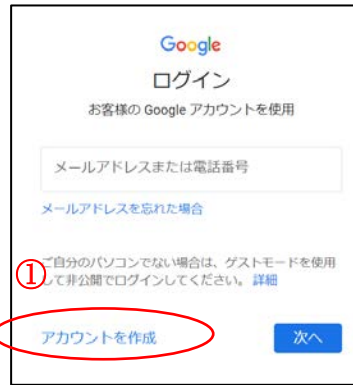 Google
ログイン
お客様の Google アカウントを使用
メールアドレスまたは電話番号
メールアドレスを忘れた場合
ご自分のパソコンでない場合は、ゲストモードを使用
①して非公開でログインしてください。 詳細
アカウントを作成 次へ